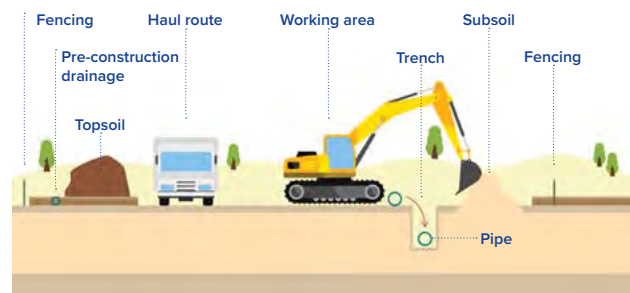 Fencing
Haul route
Working area
Subsoil
Pre-construction
drainage
Trench
Fencing
Topsoil
Pipe